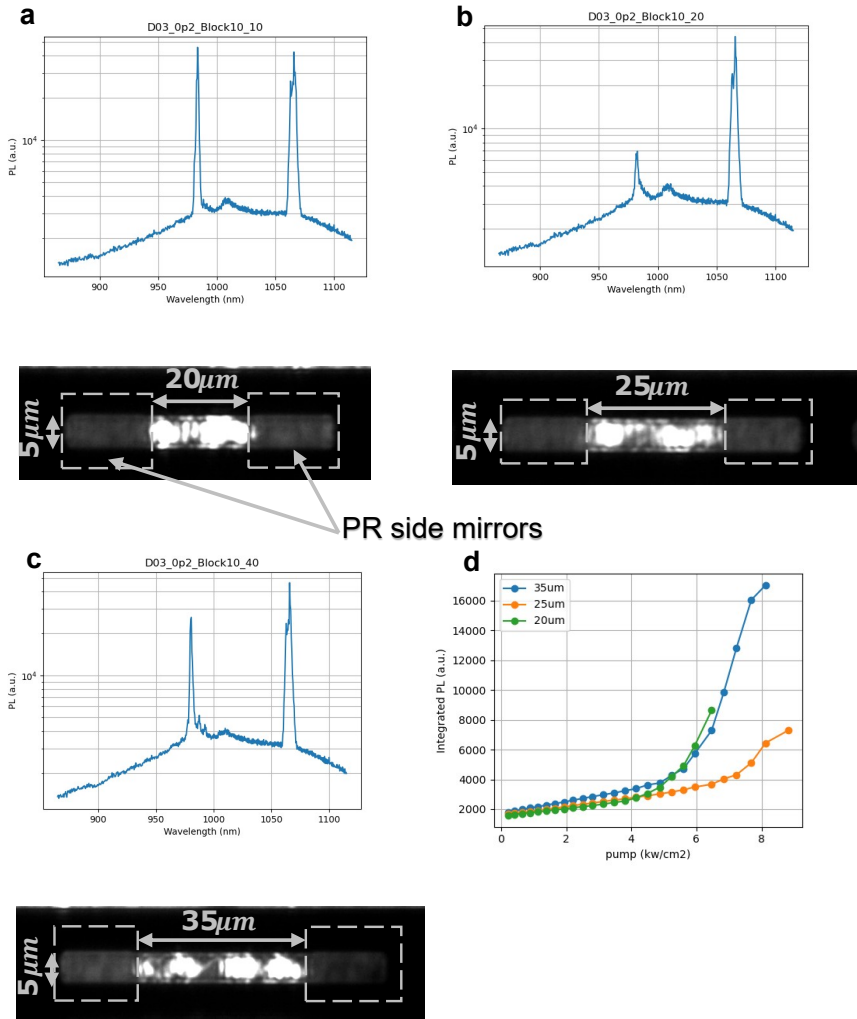 a
D03_0p2_Block10_10
PL (a.u.)
10⁴
900 950 1000 1050 1100
Wavelength (nm)
b
D03_0p2_Block10_20
PL (a.u.)
10⁴
900 950 1000 1050 1100
Wavelength (nm)
20μm
5μm
25μm
5μm
PR side mirrors
c
D03_0p2_Block10_40
PL (a.u.)
10⁴
900 950 1000 1050 1100
Wavelength (nm)
d
35um
25um
20um
Integrated PL (a.u.)
16000
14000
12000
10000
8000
6000
4000
2000
0 2 4 6 8
pump (kw/cm2)
35μm
5μm